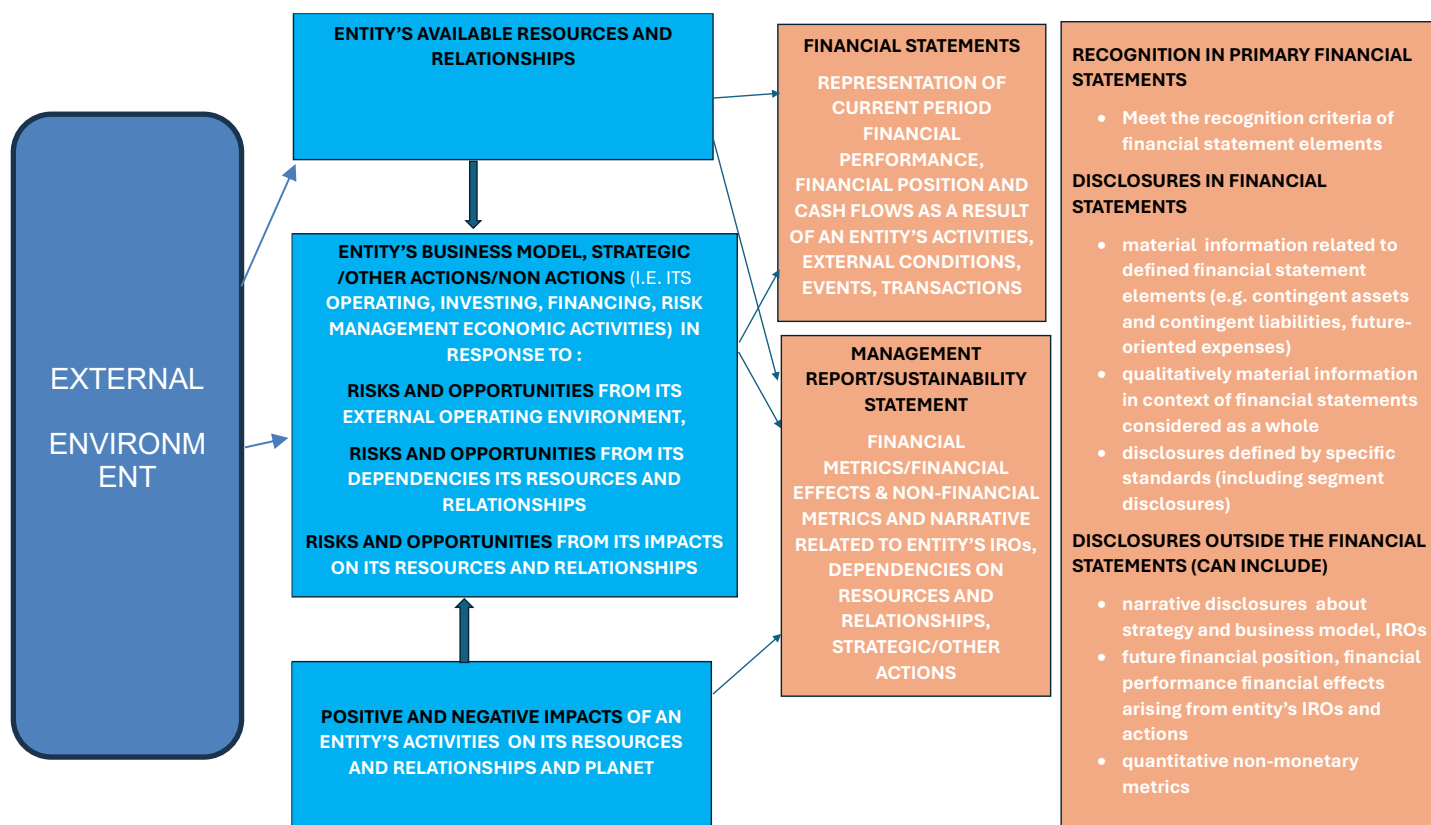 EXTERNAL
ENVIRONM
ENT
ENTITY’S AVAILABLE RESOURCES AND
RELATIONSHIPS
ENTITY’S BUSINESS MODEL, STRATEGIC
/OTHER ACTIONS/NON ACTIONS (I.E. ITS
OPERATING, INVESTING, FINANCING, RISK
MANAGEMENT ECONOMIC ACTIVITIES) IN
RESPONSE TO :
RISKS AND OPPORTUNITIES FROM ITS
EXTERNAL OPERATING ENVIRONMENT,
RISKS AND OPPORTUNITIES FROM ITS
DEPENDENCIES ITS RESOURCES AND
RELATIONSHIPS
RISKS AND OPPORTUNITIES FROM ITS IMPACTS
ON ITS RESOURCES AND RELATIONSHIPS
POSITIVE AND NEGATIVE IMPACTS OF AN
ENTITY’S ACTIVITIES ON ITS RESOURCES
AND RELATIONSHIPS AND PLANET
FINANCIAL STATEMENTS
REPRESENTATION OF
CURRENT PERIOD
FINANCIAL
PERFORMANCE,
FINANCIAL POSITION AND
CASH FLOWS AS A RESULT
OF AN ENTITY’S ACTIVITIES,
EXTERNAL CONDITIONS,
EVENTS, TRANSACTIONS
MANAGEMENT
REPORT/SUSTAINABILITY
STATEMENT
FINANCIAL
METRICS/FINANCIAL
EFFECTS & NON-FINANCIAL
METRICS AND NARRATIVE
RELATED TO ENTITY’S IROs,
DEPENDENCIES ON
RESOURCES AND
RELATIONSHIPS,
STRATEGIC/OTHER
ACTIONS
RECOGNITION IN PRIMARY FINANCIAL
STATEMENTS
• Meet the recognition criteria of
financial statement elements
DISCLOSURES IN FINANCIAL
STATEMENTS
• material information related to
defined financial statement
elements (e.g. contingent assets
and contingent liabilities, future-
oriented expenses)
• qualitatively material information
in context of financial statements
considered as a whole
• disclosures defined by specific
standards (including segment
disclosures)
DISCLOSURES OUTSIDE THE FINANCIAL
STATEMENTS (CAN INCLUDE)
• narrative disclosures about
strategy and business model, IROs
• future financial position, financial
performance financial effects
arising from entity’s IROs and
actions
• quantitative non-monetary
metrics